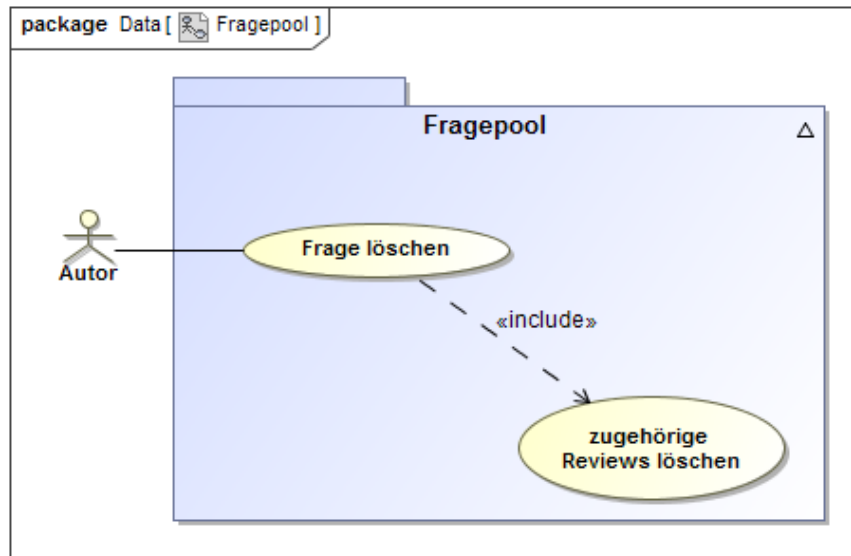 package Data [ Fragepool ]
Fragepool
Frage löschen
Autor
«include»
zugehörige
Reviews löschen